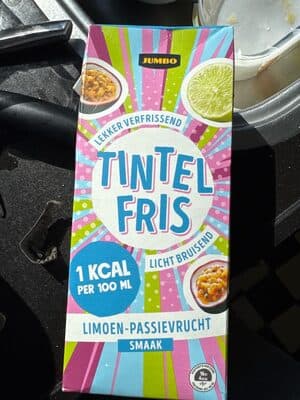 JUMBO
LEKKER VERFRISSEND
TINTEL
FRIS
LICHT BRUISEND
1 KCAL
PER 100 ML
LIMOEN-PASSIEVRUCHT
SMAAK